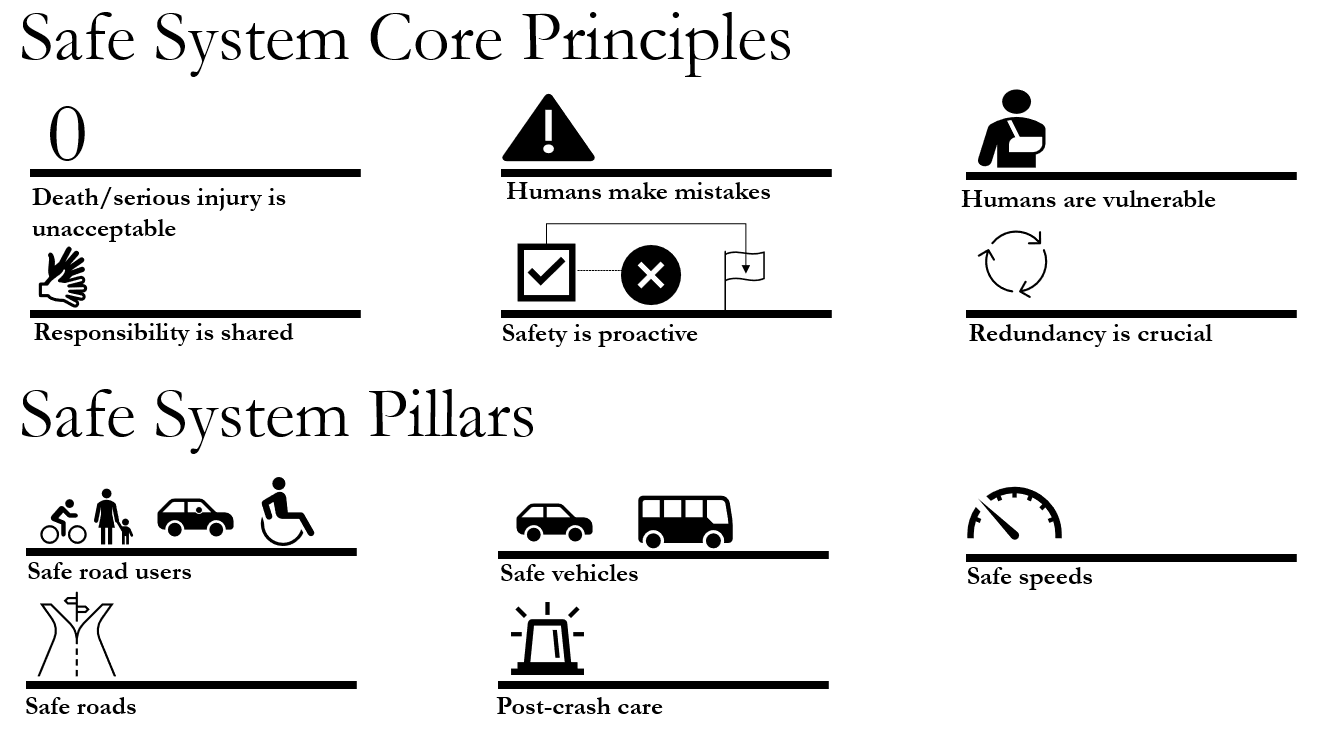 Safe System Core Principles
0
Death/serious injury is
unacceptable
Humans make mistakes
Humans are vulnerable
Responsibility is shared
Safety is proactive
Redundancy is crucial
Safe System Pillars
Safe road users
Safe vehicles
Safe speeds
Safe roads
Post-crash care